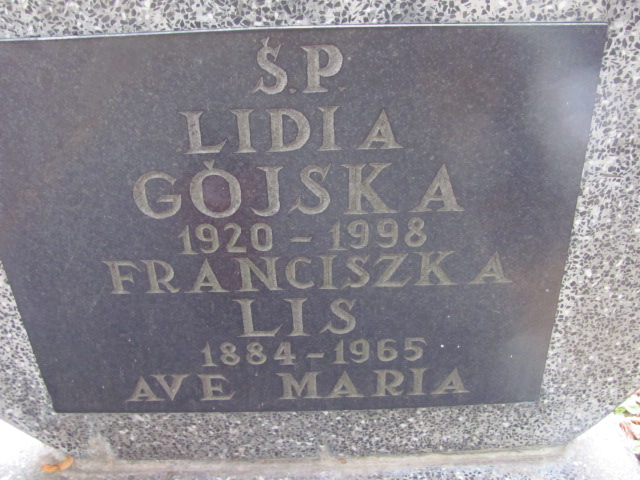 Ś.P.
LIDIA
GÓJSKA
1920 - 1998
FRANCISZKA
LIS
1884 - 1965
AVE MARIA